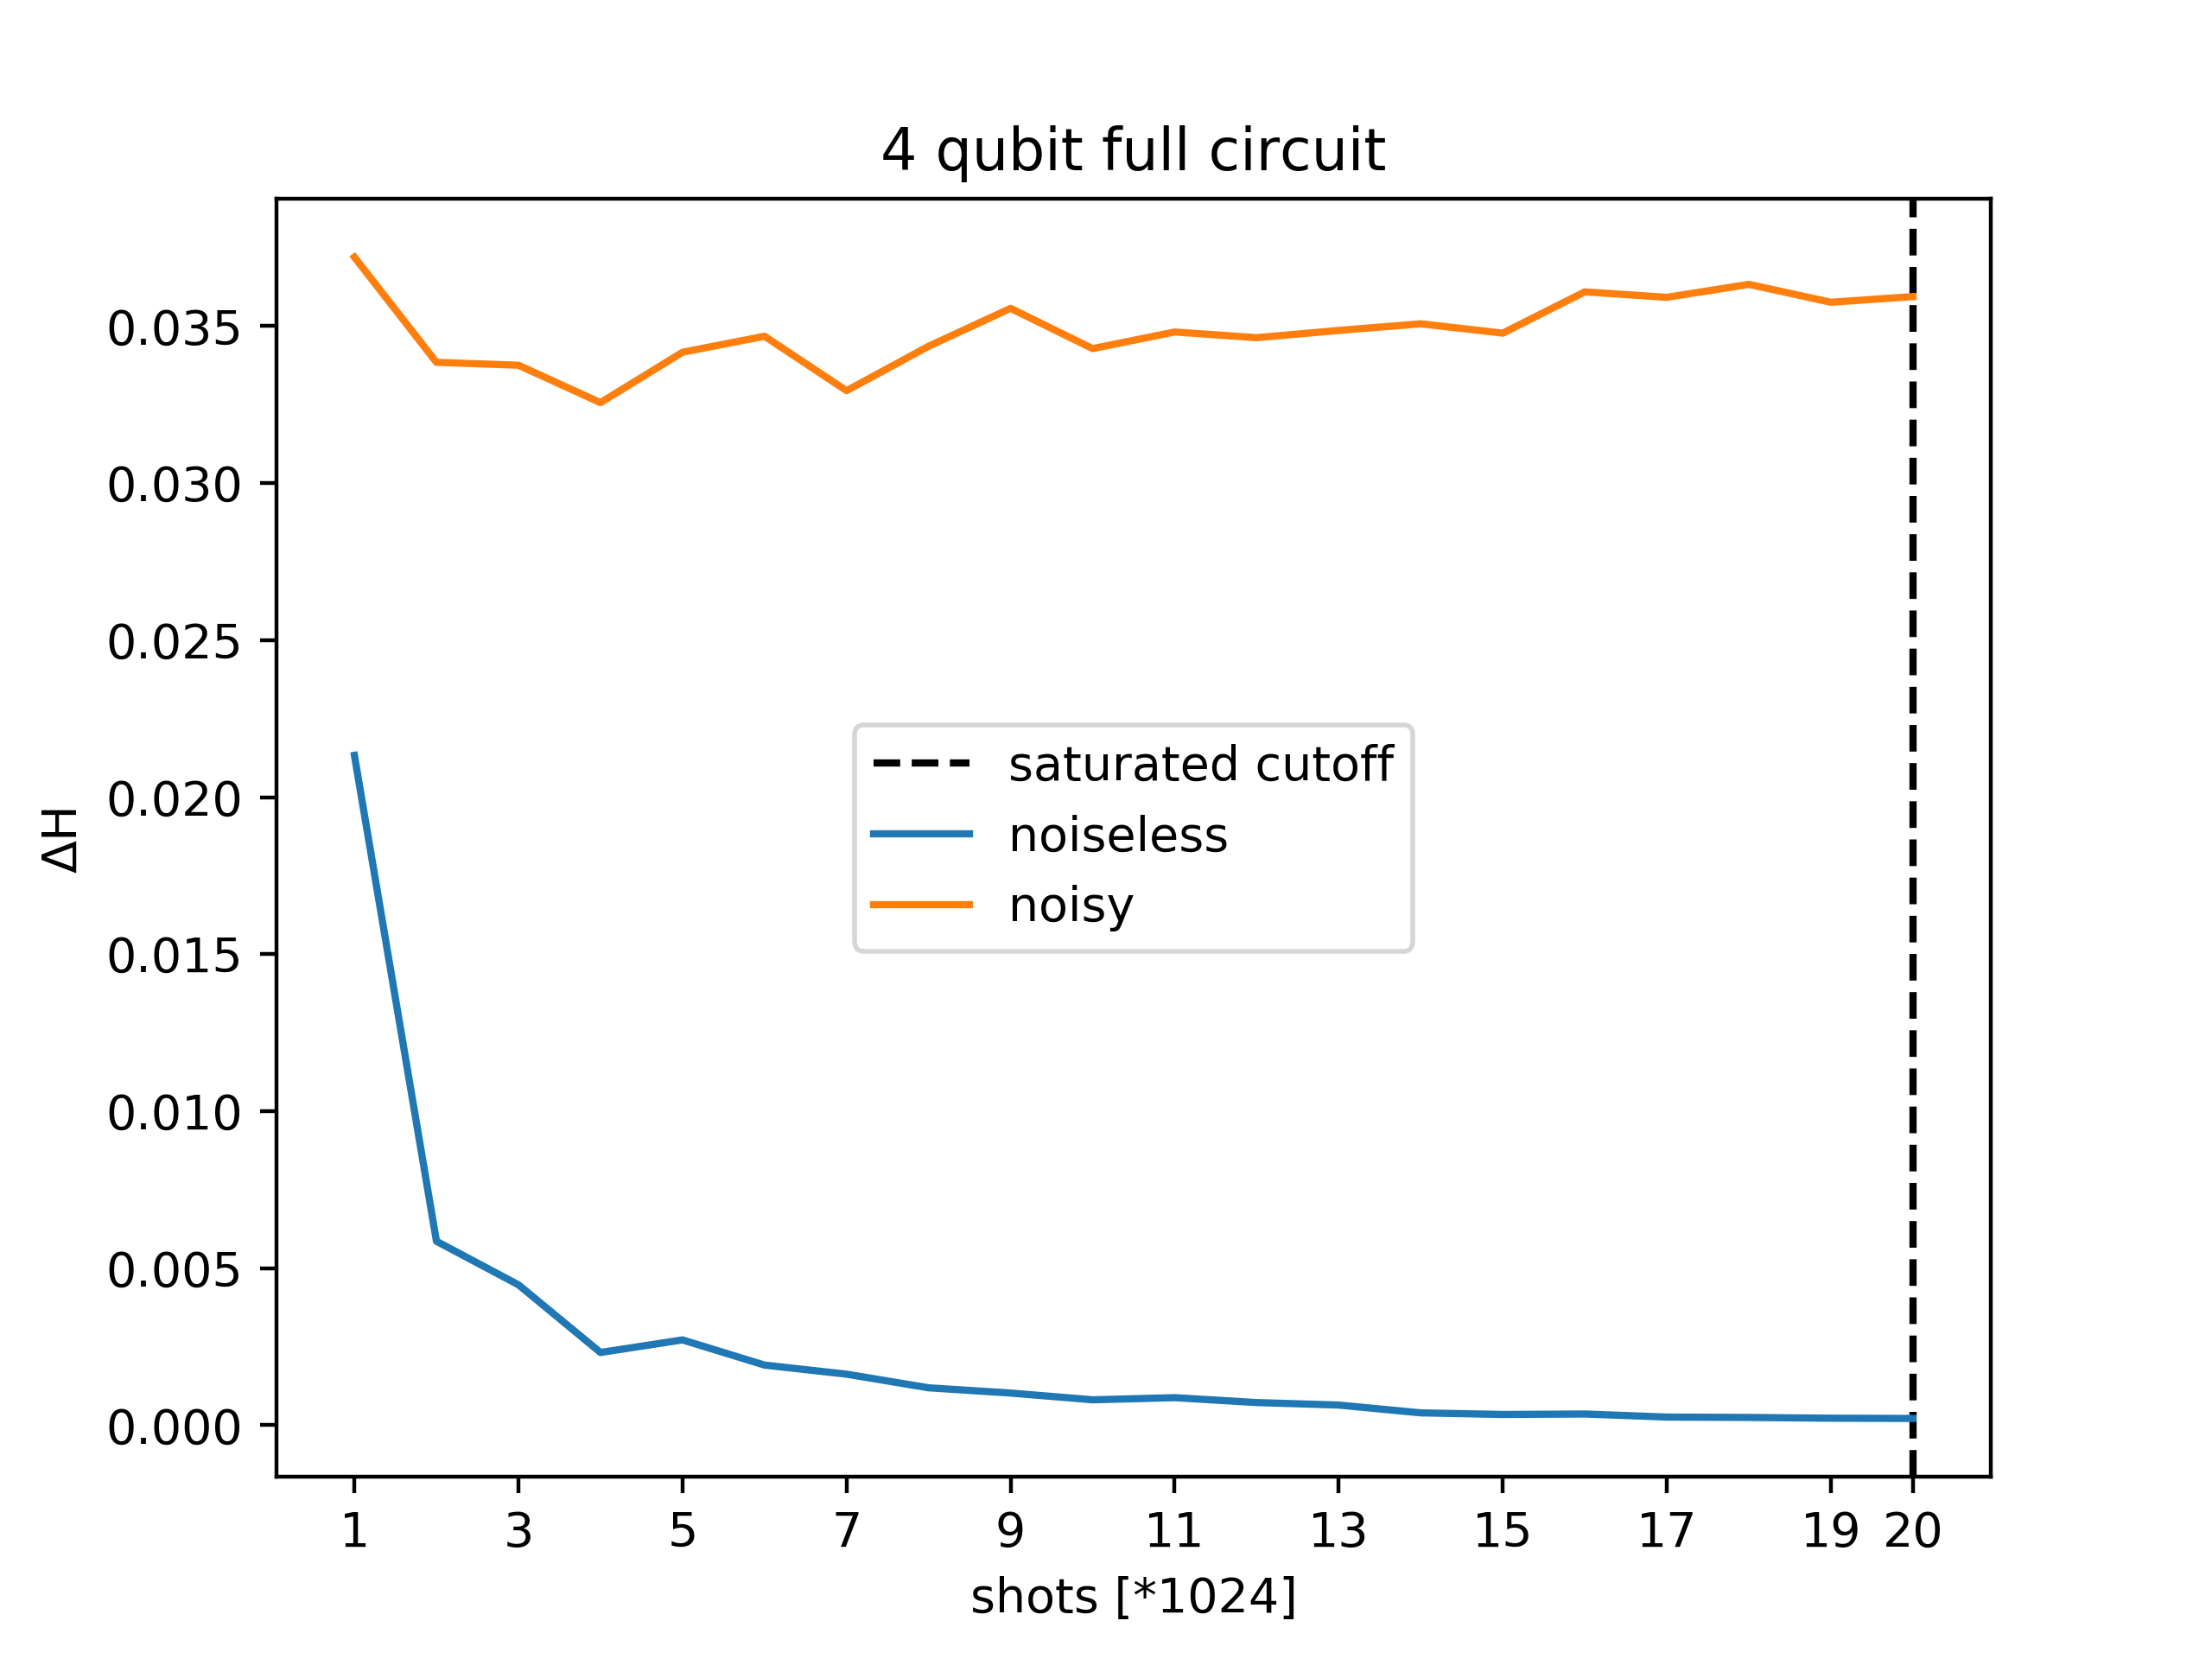 4 qubit full circuit
0.035
0.030
0.025
0.020
0.015
0.010
0.005
0.000
ΔH
saturated cutoff
noiseless
noisy
1 3 5 7 9 11 13 15 17 19 20
shots [*1024]